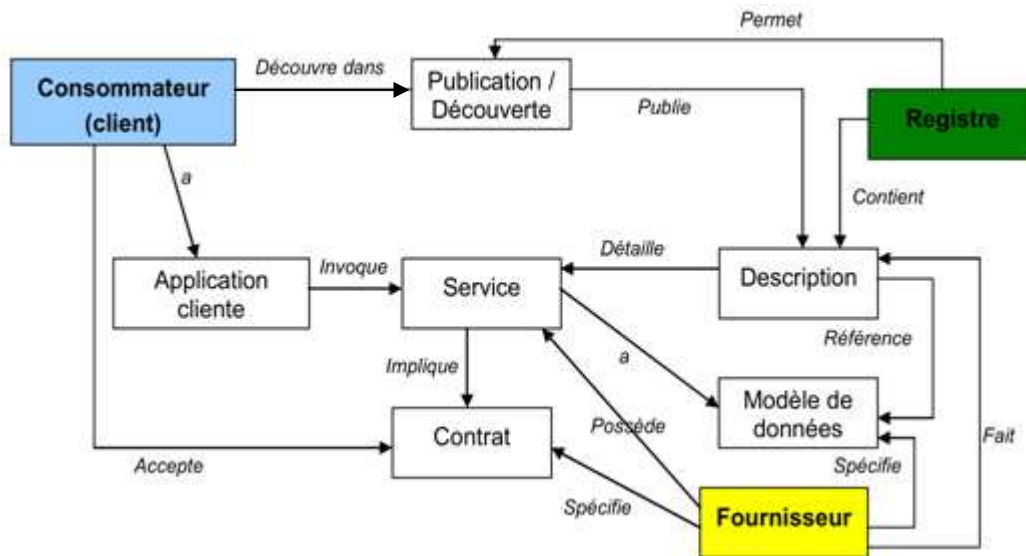 Permet
Consommateur
(client)
Découvre dans
Publication /
Découverte
Publie
Registre
a
Contient
Application
cliente
Invoque
Service
Détaille
Description
Référence
Implique
a
Modèle de
données
Contrat
Possède
Accepte
Spécifie
Fait
Spécifie
Fournisseur